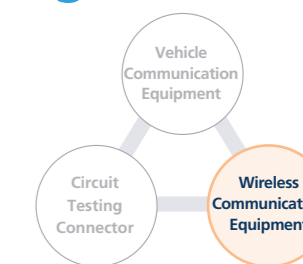 Vehicle
Communication
Equipment
Circuit
Testing
Connector
Wireless
Communicat
Equipment